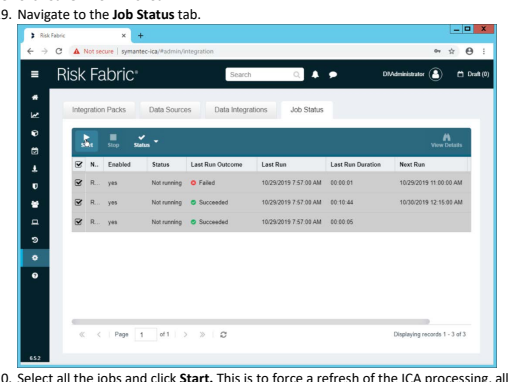 9. Navigate to the Job Status tab.
Risk Fabric
Not secure | symantec-ica/#admin/integration
Risk Fabric®
Search
DIAdministrator
Draft (0)
Integration Packs
Data Sources
Data Integrations
Job Status
Start
Stop
Status
View Details
N.. Enabled Status Last Run Outcome Last Run Last Run Duration Next Run
R... yes Not running Failed 10/29/2019 7:57:00 AM 00:00:01 10/29/2019 11:00:00 AM
R... yes Not running Succeeded 10/29/2019 7:57:00 AM 00:10:44 10/30/2019 12:15:00 AM
R... yes Not running Succeeded 10/29/2019 7:57:00 AM 00:00:05
Page 1 of 1
Displaying records 1 - 3 of 3
6.5.2
0. Select all the jobs and click Start. This is to force a refresh of the ICA processing, all